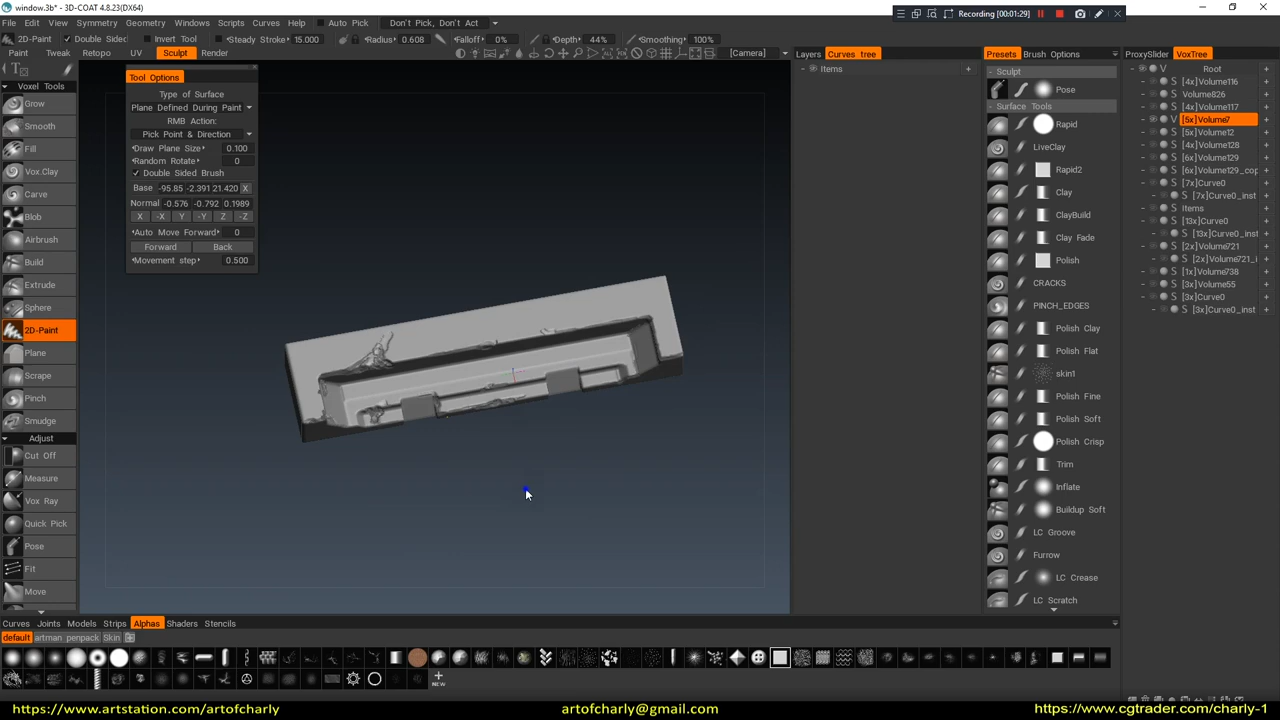 window.3b* - 3D-COAT 4.8.23(DX64)
Recording [00:01:29]
File Edit View Symmetry Geometry Windows Scripts Curves Help Auto Pick Don't Pick, Don't Act
2D-Paint Double Sided Invert Tool Steady Stroke 15.000 Radius 0.608 Falloff 0% Depth 44% Smoothing 100% [Camera]
Paint Tweak Retopo UV Sculpt Render
Layers Curves tree
Items
Presets Brush Options
ProxySlider VoxTree
Voxel Tools
Grow
Smooth
Fill
Vox.Clay
Carve
Blob
Airbrush
Build
Extrude
Sphere
2D-Paint
Plane
Scrape
Pinch
Smudge
Adjust
Cut Off
Measure
Vox Ray
Quick Pick
Pose
Fit
Move
Tool Options
Type of Surface
Plane Defined During Paint
RMB Action:
Pick Point & Direction
Draw Plane Size 0.100
Random Rotate 0
Double Sided Brush
Base -95.85 -2.391 21.420 X
Normal -0.576 -0.792 0.1989
X -X Y -Y Z -Z
Auto Move Forward 0
Forward Back
Movement step 0.500
Sculpt
Pose
Surface Tools
Rapid
LiveClay
Rapid2
Clay
ClayBuild
Clay Fade
Polish
CRACKS
PINCH_EDGES
Polish Clay
Polish Flat
skin1
Polish Fine
Polish Soft
Polish Crisp
Trim
Inflate
Buildup Soft
LC Groove
Furrow
LC Crease
LC Scratch
V Root
S [4x]Volume116
S Volume826
S [4x]Volume117
V [5x]Volume7
S [5x]Volume12
S [4x]Volume128
S [6x]Volume129
S [6x]Volume129_cop
S [7x]Curve0
S [7x]Curve0_inst
S Items
S [13x]Curve0
S [13x]Curve0_inst
S [2x]Volume721
S [2x]Volume721_i
S [1x]Volume738
S [3x]Volume55
S [3x]Curve0
S [3x]Curve0_inst
Curves Joints Models Strips Alphas Shaders Stencils
default artman penpack Skin
NEW
https://www.artstation.com/artofcharly artofcharly@gmail.com https://www.cgtrader.com/charly-1